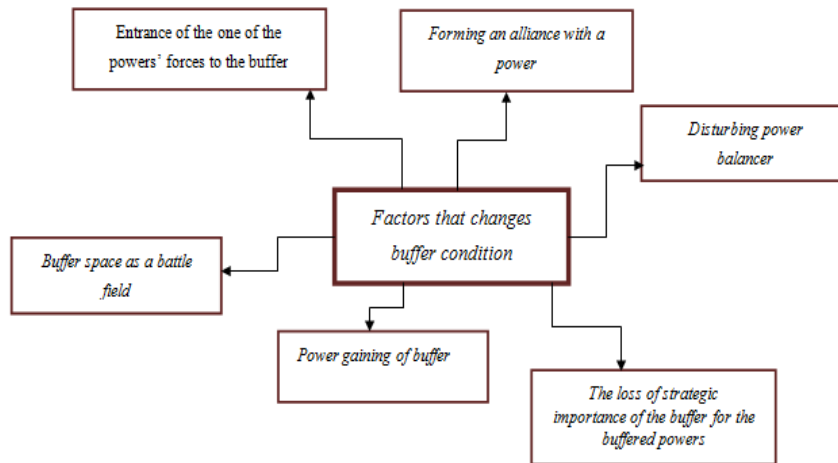 Entrance of the one of the
powers’ forces to the buffer
Forming an alliance with a
power
Disturbing power
balancer
Factors that changes
buffer condition
Buffer space as a battle
field
Power gaining of buffer
The loss of strategic
importance of the buffer for the
buffered powers